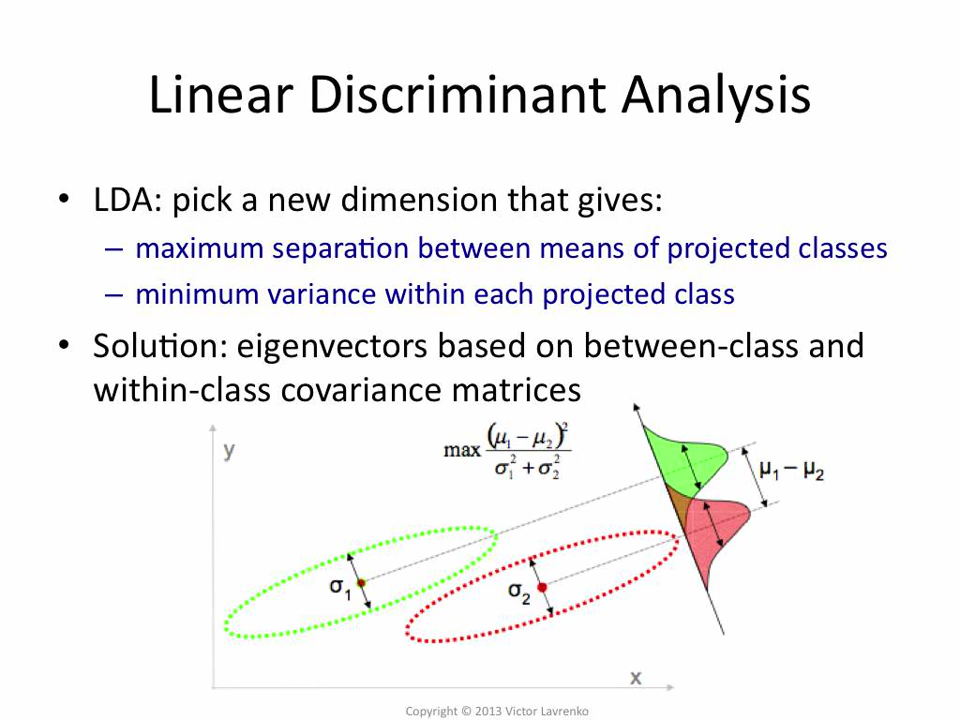 Linear Discriminant Analysis
• LDA: pick a new dimension that gives:
– maximum separation between means of projected classes
– minimum variance within each projected class
• Solution: eigenvectors based on between-class and
within-class covariance matrices
y
max (μ₁ − μ₂)² / σ₁² + σ₂²
μ₁ − μ₂
σ₁
σ₂
x
Copyright © 2013 Victor Lavrenko